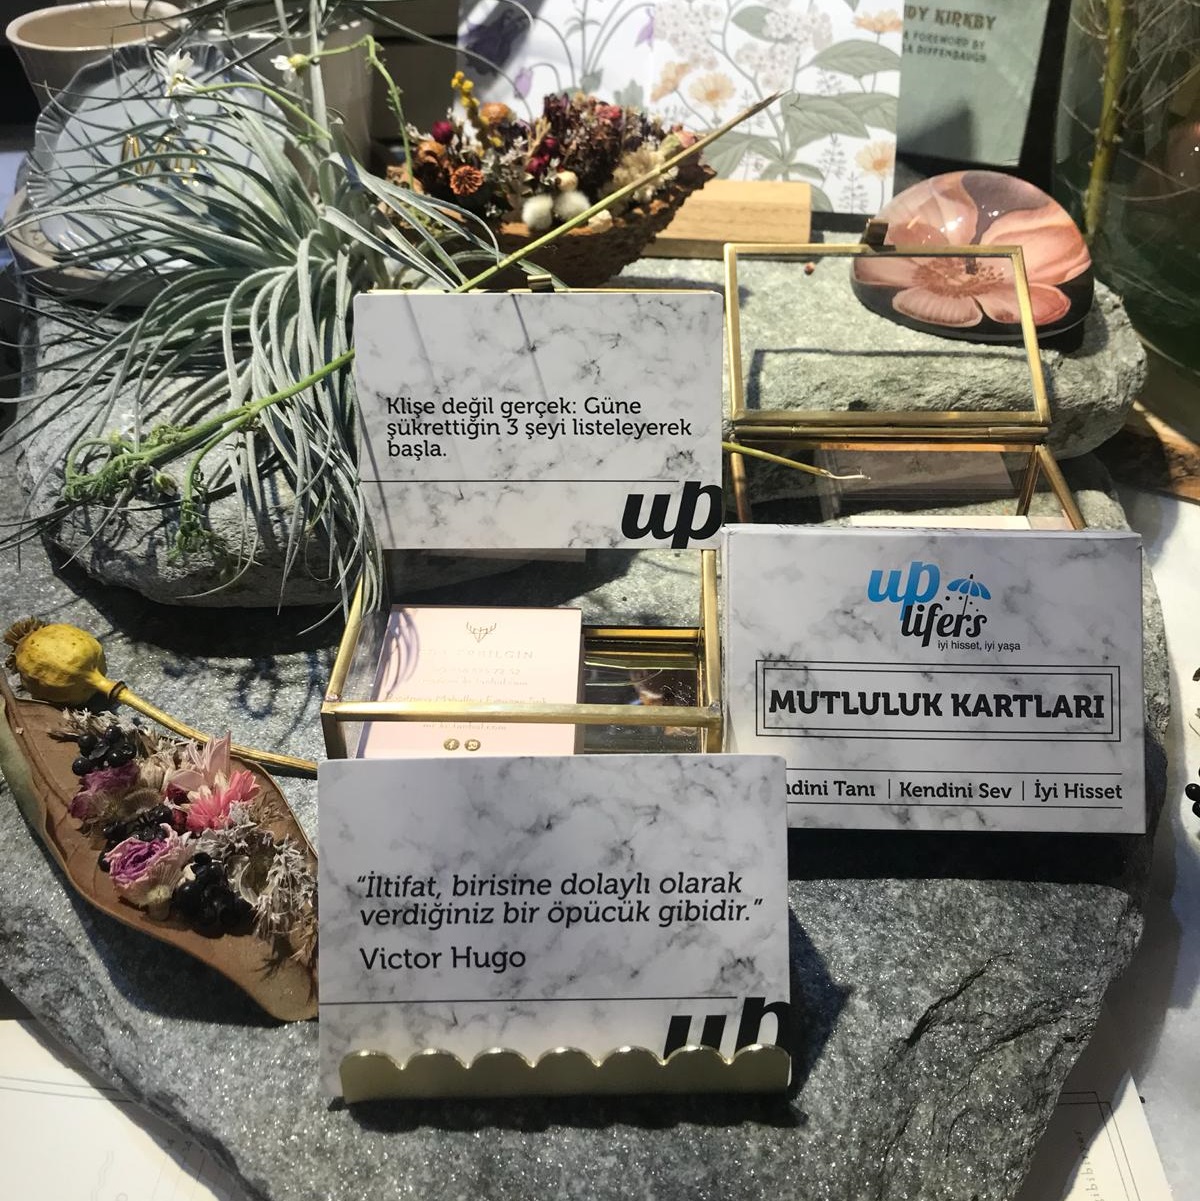 DY KIRKBY
FOREWORD BY
DIFFENBAUGH
Klişe değil gerçek: Güne
şükrettiğin 3 şeyi listeleyerek
başla.
up
up
lifers
iyi hisset, iyi yaşa
MUTLULUK KARTLARI
dini Tanı | Kendini Sev | İyi Hisset
“İltifat, birisine dolaylı olarak
verdiğiniz bir öpücük gibidir.”
Victor Hugo
up